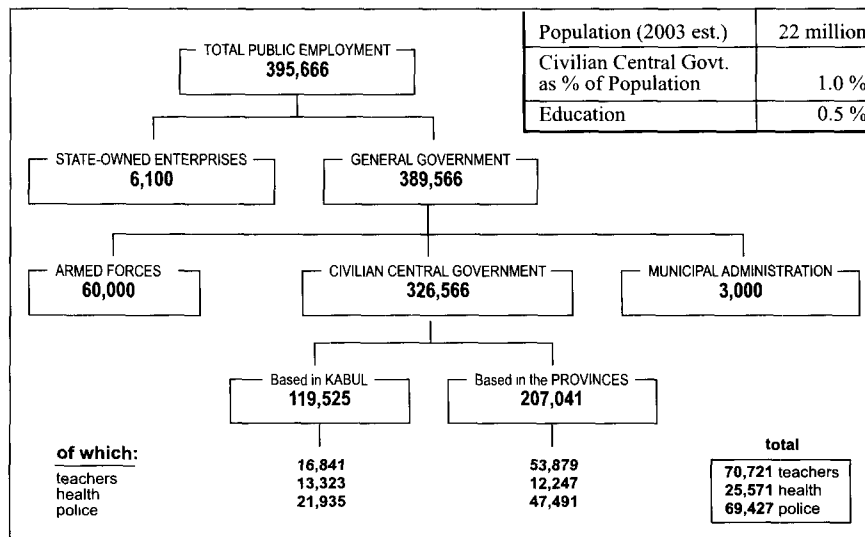 TOTAL PUBLIC EMPLOYMENT
395,666
Population (2003 est.) 22 million
Civilian Central Govt.
as % of Population 1.0 %
Education 0.5 %
STATE-OWNED ENTERPRISES
6,100
GENERAL GOVERNMENT
389,566
ARMED FORCES
60,000
CIVILIAN CENTRAL GOVERNMENT
326,566
MUNICIPAL ADMINISTRATION
3,000
Based in KABUL
119,525
Based in the PROVINCES
207,041
of which:
teachers 16,841 53,879
health 13,323 12,247
police 21,935 47,491
total
70,721 teachers
25,571 health
69,427 police